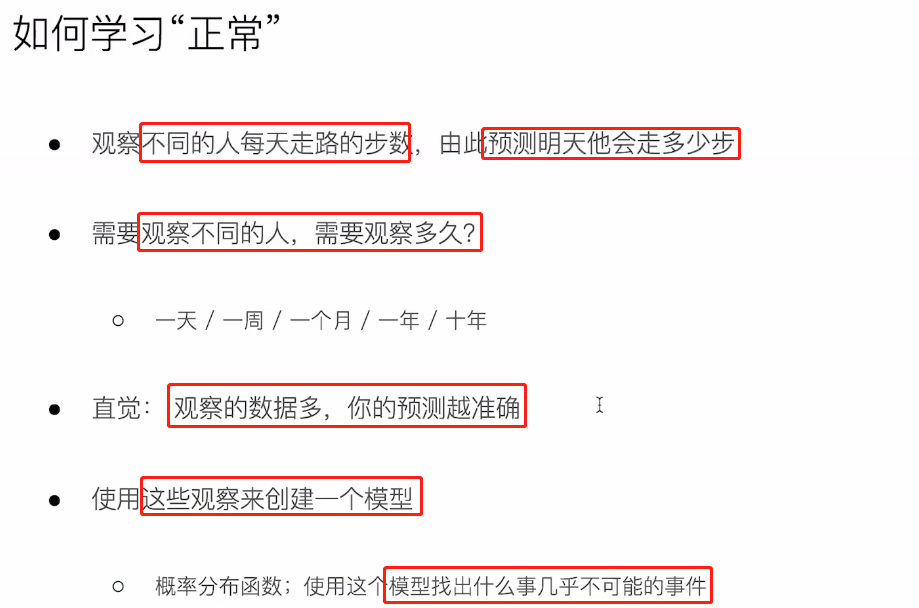 如何学习“正常”
观察不同的人每天走路的步数，由此预测明天他会走多少步
需要观察不同的人，需要观察多久？
一天 / 一周 / 一个月 / 一年 / 十年
直觉： 观察的数据多，你的预测越准确
使用这些观察来创建一个模型
概率分布函数；使用这个模型找出什么事几乎不可能的事件